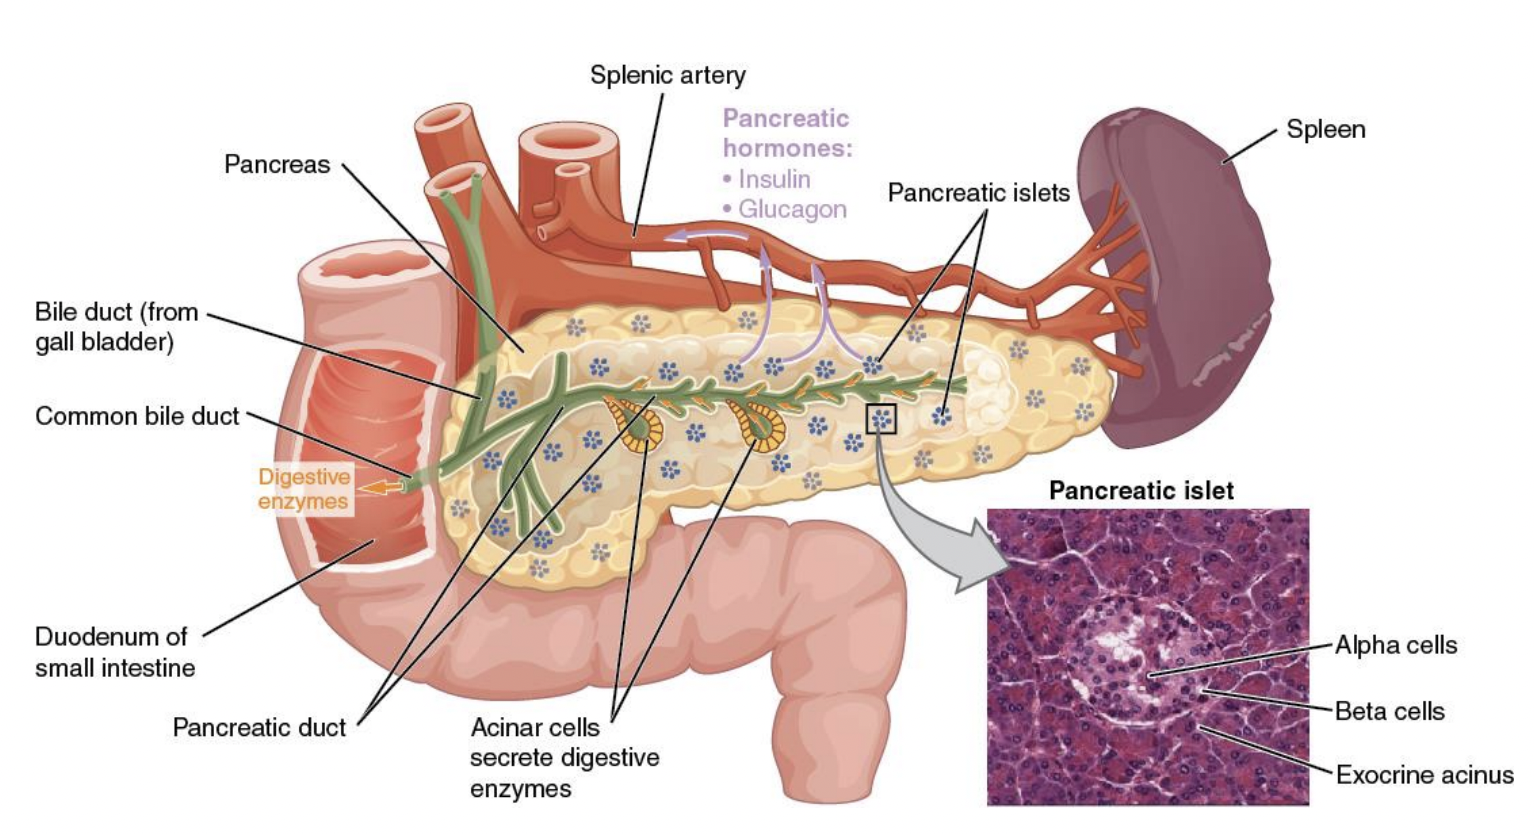 Splenic artery
Pancreatic
hormones:
• Insulin
• Glucagon
Spleen
Pancreas
Pancreatic islets
Bile duct (from
gall bladder)
Common bile duct
Digestive
enzymes
Pancreatic islet
Duodenum of
small intestine
Alpha cells
Beta cells
Pancreatic duct
Acinar cells
secrete digestive
enzymes
Exocrine acinus